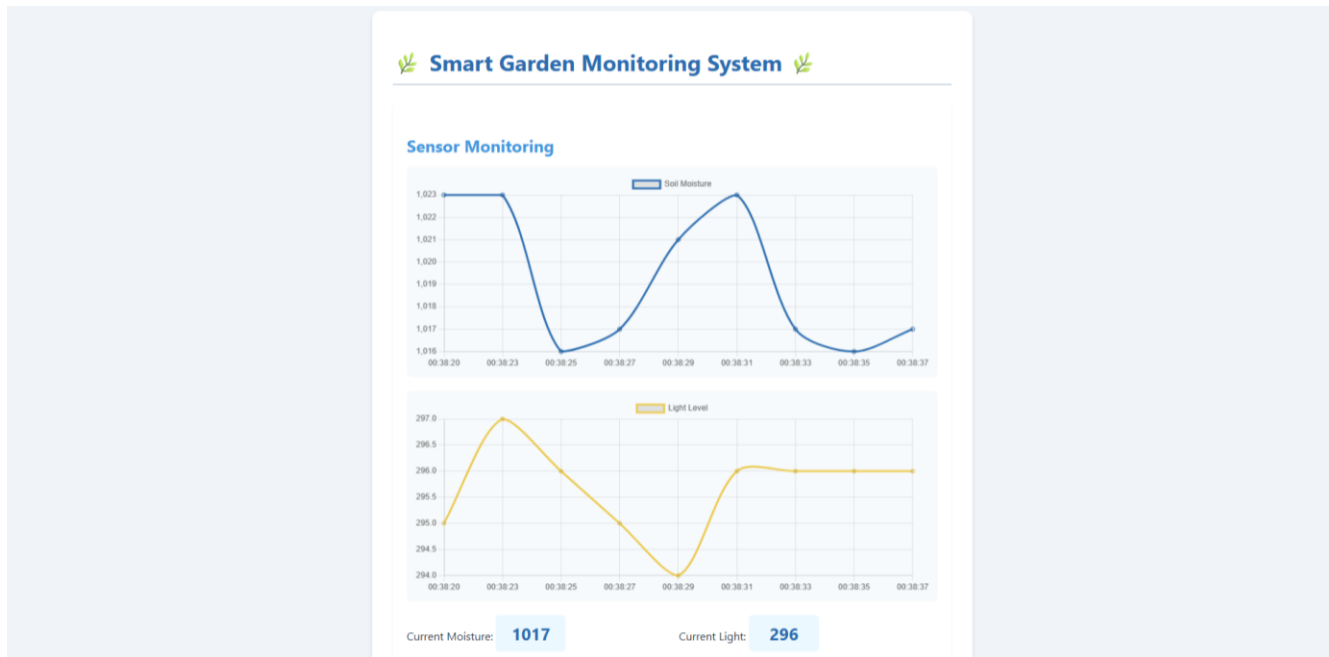 🌿 Smart Garden Monitoring System 🌿
Sensor Monitoring
Soil Moisture
1,023
1,022
1,021
1,020
1,019
1,018
1,017
1,016
00:38:20 00:38:23 00:38:25 00:38:27 00:38:29 00:38:31 00:38:33 00:38:35 00:38:37
Light Level
297.0
296.5
296.0
295.5
295.0
294.5
294.0
00:38:20 00:38:23 00:38:25 00:38:27 00:38:29 00:38:31 00:38:33 00:38:35 00:38:37
Current Moisture: 1017 Current Light: 296